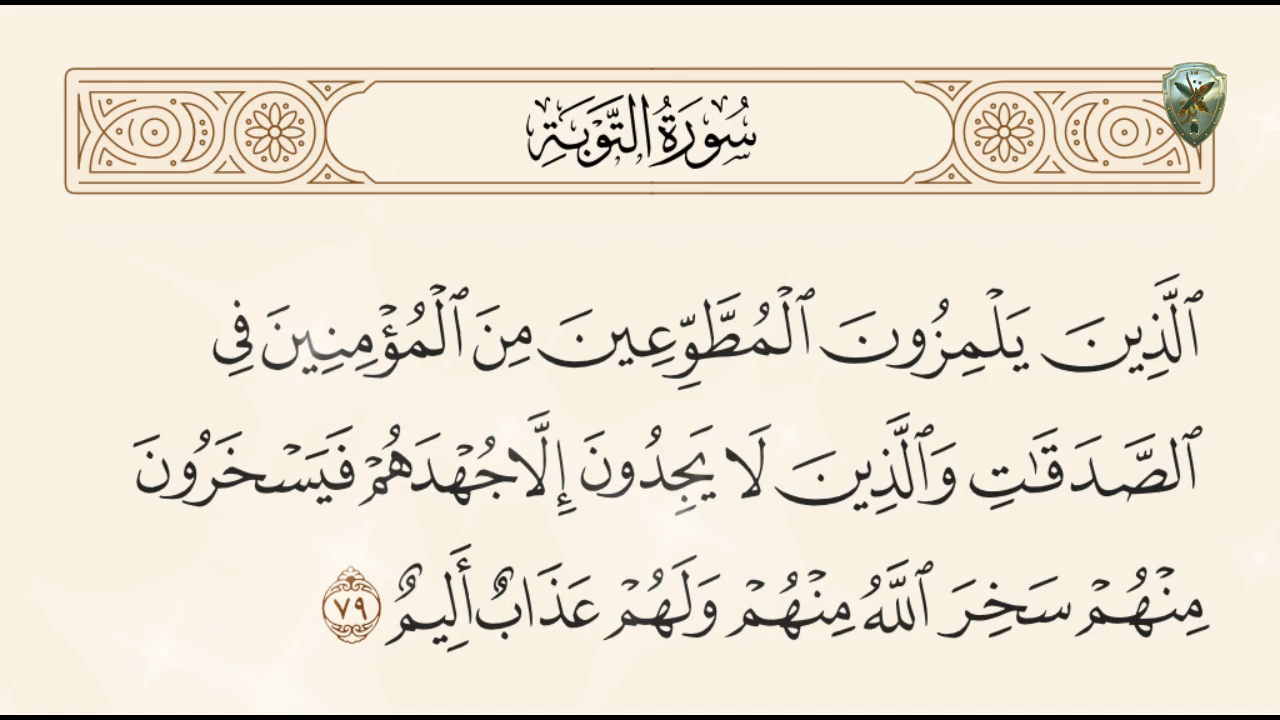 سُورَةُ التَّوْبَةِ
ٱلَّذِينَ يَلْمِزُونَ ٱلْمُطَّوِّعِينَ مِنَ ٱلْمُؤْمِنِينَ فِى
ٱلصَّدَقَٰتِ وَٱلَّذِينَ لَا يَجِدُونَ إِلَّا جُهْدَهُمْ فَيَسْخَرُونَ
مِنْهُمْ سَخِرَ ٱللَّهُ مِنْهُمْ وَلَهُمْ عَذَابٌ أَلِيمٌ ٧٩